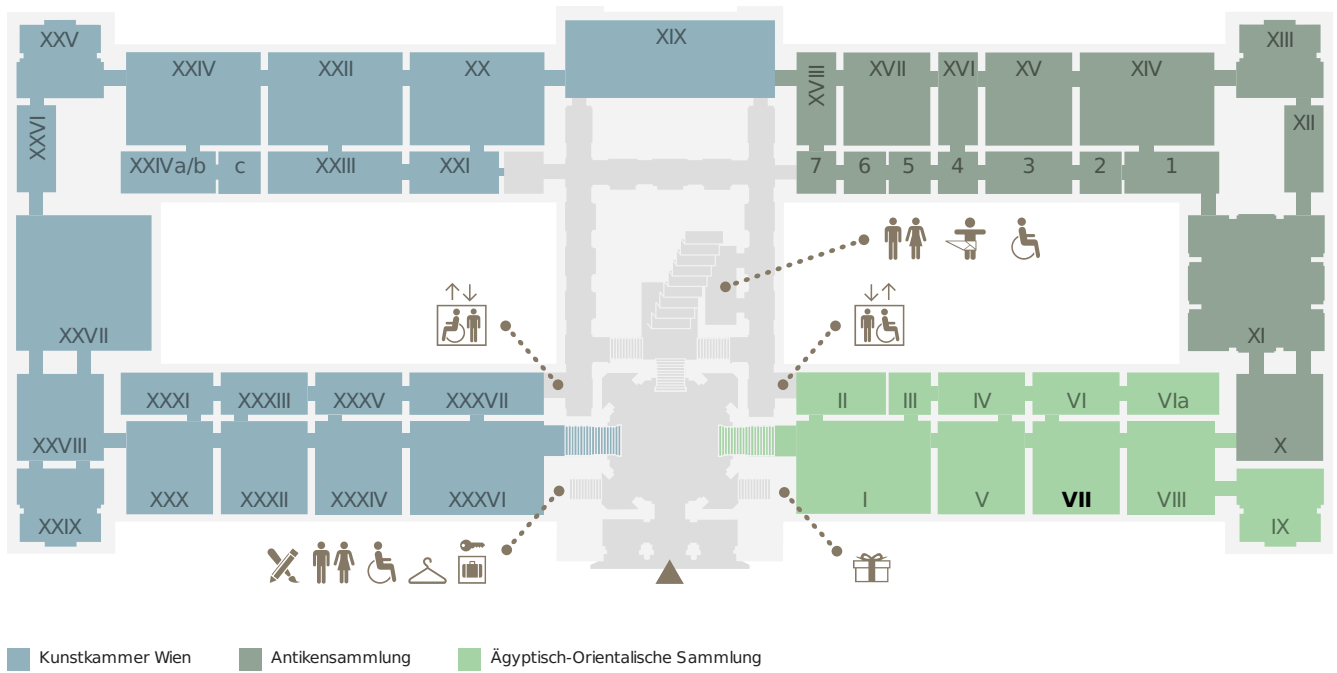 XXV
XIX
XIII
XXIV
XXII
XX
XVIII
XVII
XVI
XV
XIV
XXVI
XII
XXIVa/b
c
XXIII
XXI
7
6
5
4
3
2
1
XXVII
XI
XXXI
XXXIII
XXXV
XXXVII
II
III
IV
VI
VIa
XXVIII
X
XXX
XXXII
XXXIV
XXXVI
I
V
VII
VIII
XXIX
IX
Kunstkammer Wien
Antikensammlung
Ägyptisch-Orientalische Sammlung